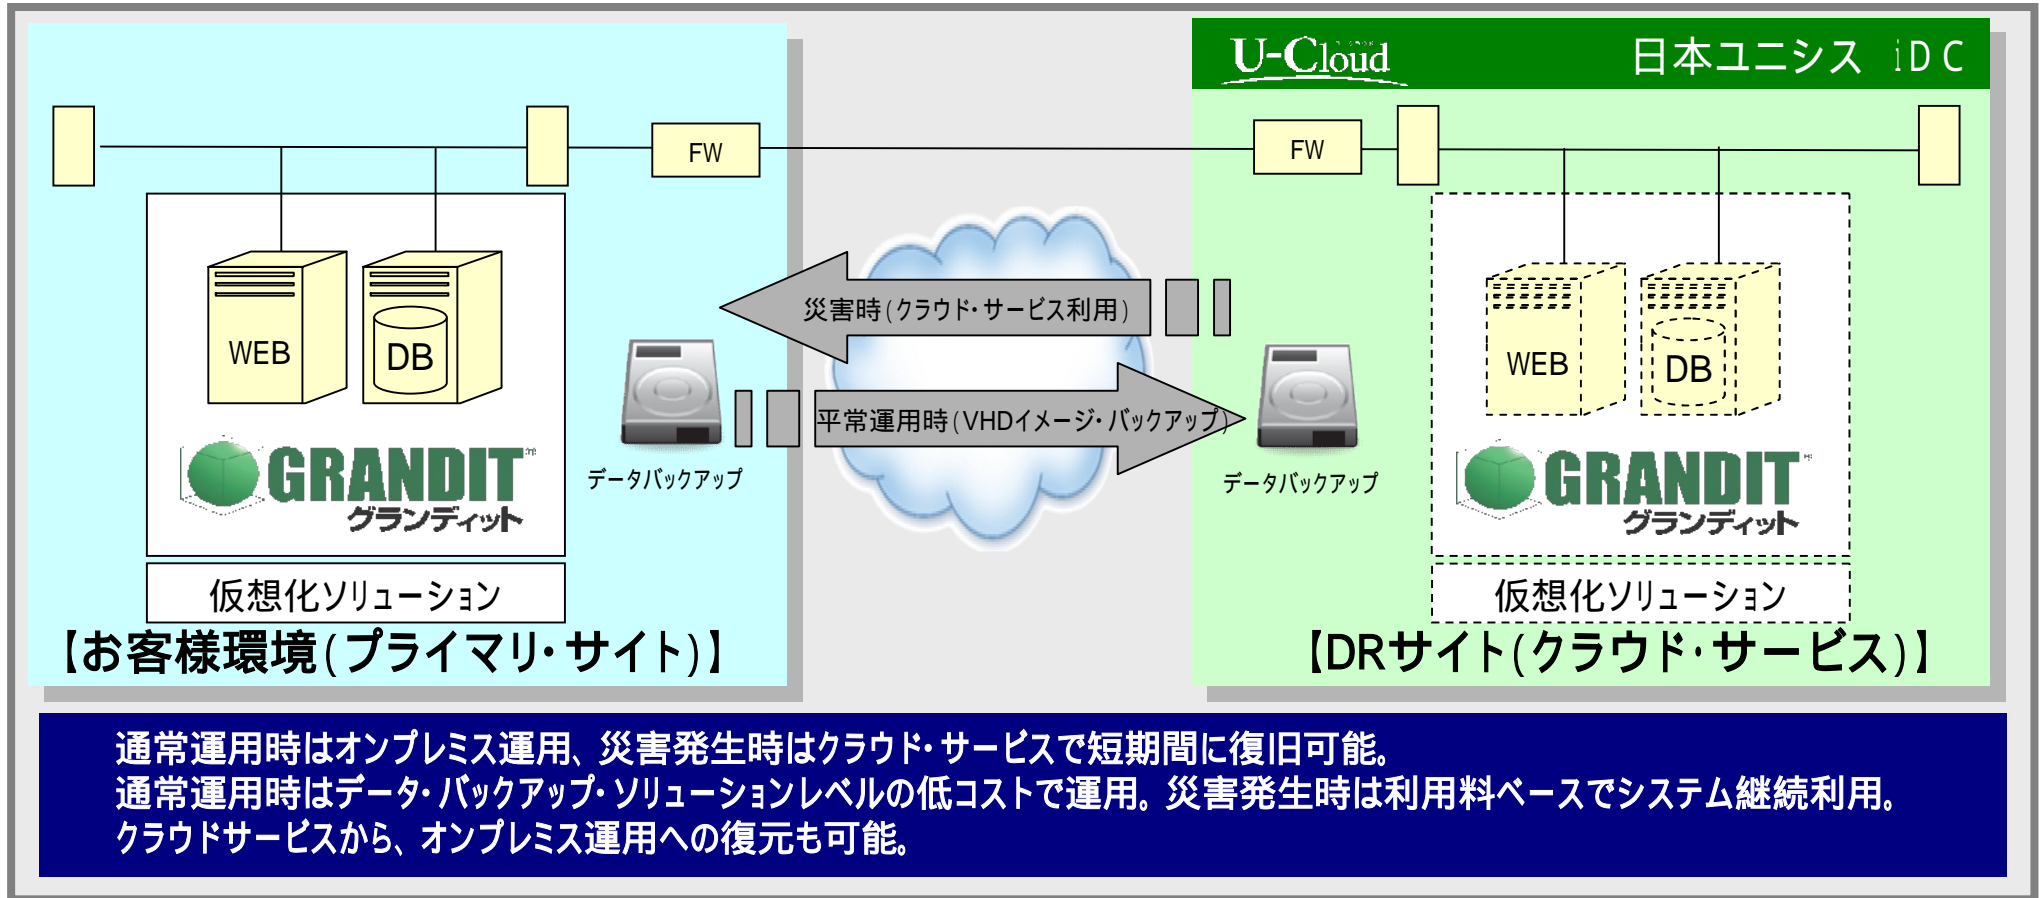 U-Cloud 日本ユニシス iDC
FW
FW
災害時(クラウド・サービス利用)
WEB
DB
WEB
DB
平常運用時(VHDイメージ・バックアップ)
データバックアップ
データバックアップ
GRANDIT
グランディット
GRANDIT
グランディット
仮想化ソリューション
仮想化ソリューション
【お客様環境(プライマリ・サイト)】
【DRサイト(クラウド・サービス)】
通常運用時はオンプレミス運用、災害発生時はクラウド・サービスで短期間に復旧可能。
通常運用時はデータ・バックアップ・ソリューションレベルの低コストで運用。災害発生時は利用料ベースでシステム継続利用。
クラウドサービスから、オンプレミス運用への復元も可能。